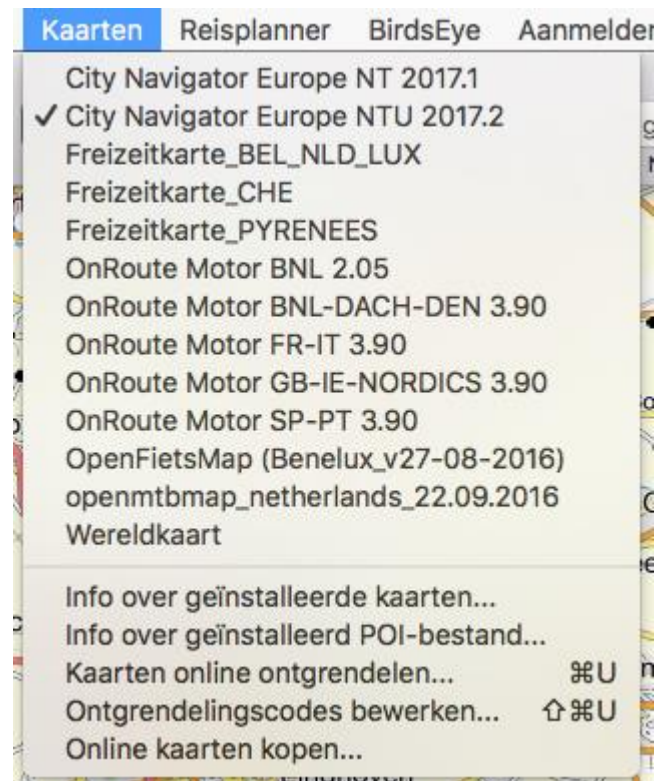 Kaarten Reisplanner BirdsEye Aanmelden
City Navigator Europe NT 2017.1
✓ City Navigator Europe NTU 2017.2
Freizeitkarte_BEL_NLD_LUX
Freizeitkarte_CHE
Freizeitkarte_PYRENEES
OnRoute Motor BNL 2.05
OnRoute Motor BNL-DACH-DEN 3.90
OnRoute Motor FR-IT 3.90
OnRoute Motor GB-IE-NORDICS 3.90
OnRoute Motor SP-PT 3.90
OpenFietsMap (Benelux_v27-08-2016)
openmtbmap_netherlands_22.09.2016
Wereldkaart
Info over geïnstalleerde kaarten...
Info over geïnstalleerd POI-bestand...
Kaarten online ontgrendelen... ⌘U
Ontgrendelingscodes bewerken... ⇧⌘U
Online kaarten kopen...